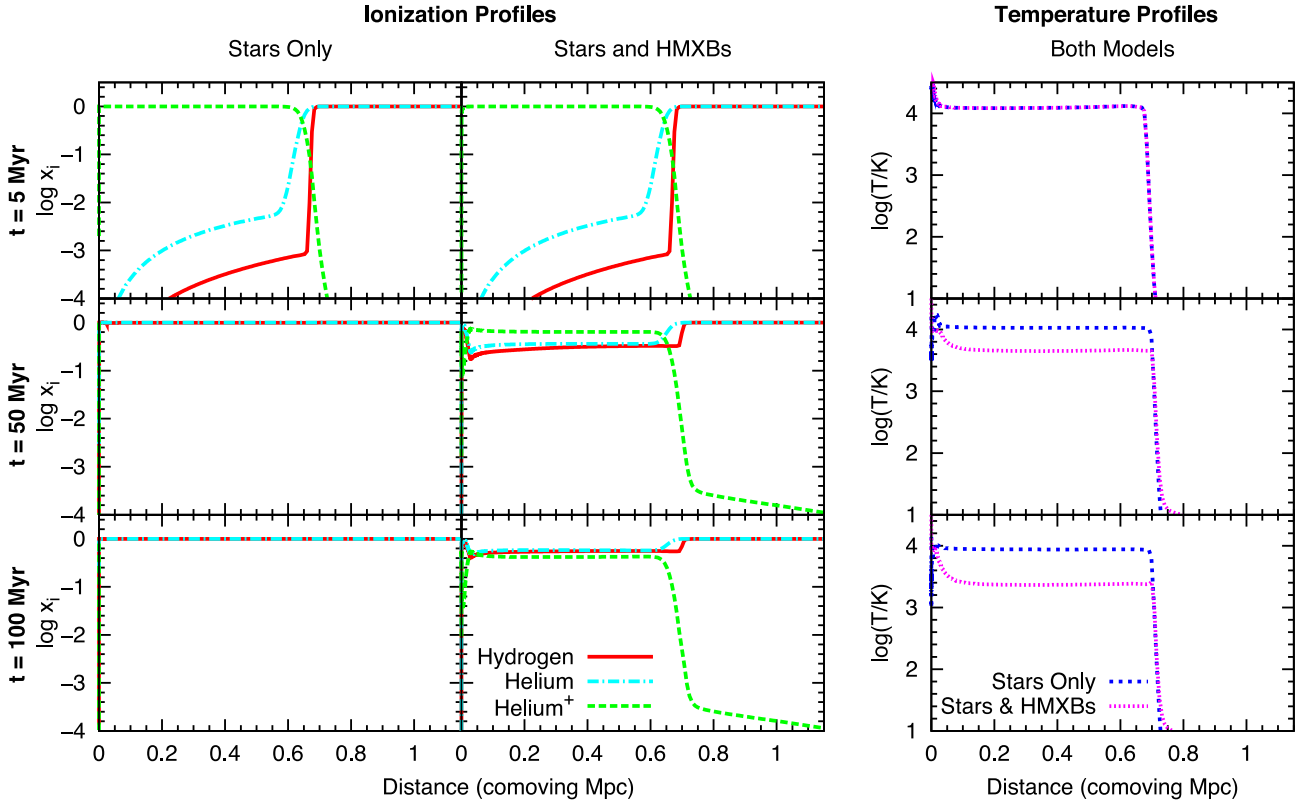 Ionization Profiles
Temperature Profiles
Stars Only
Stars and HMXBs
Both Models
t = 5 Myr
log x_i
0
−1
−2
−3
−4
log(T/K)
4
3
2
1
t = 50 Myr
log x_i
0
−1
−2
−3
−4
log(T/K)
4
3
2
1
t = 100 Myr
log x_i
0
−1
−2
−3
−4
Hydrogen
Helium
Helium⁺
log(T/K)
4
3
2
1
Stars Only
Stars & HMXBs
0 0.2 0.4 0.6 0.8 1
0 0.2 0.4 0.6 0.8 1
0 0.2 0.4 0.6 0.8 1
Distance (comoving Mpc)
Distance (comoving Mpc)